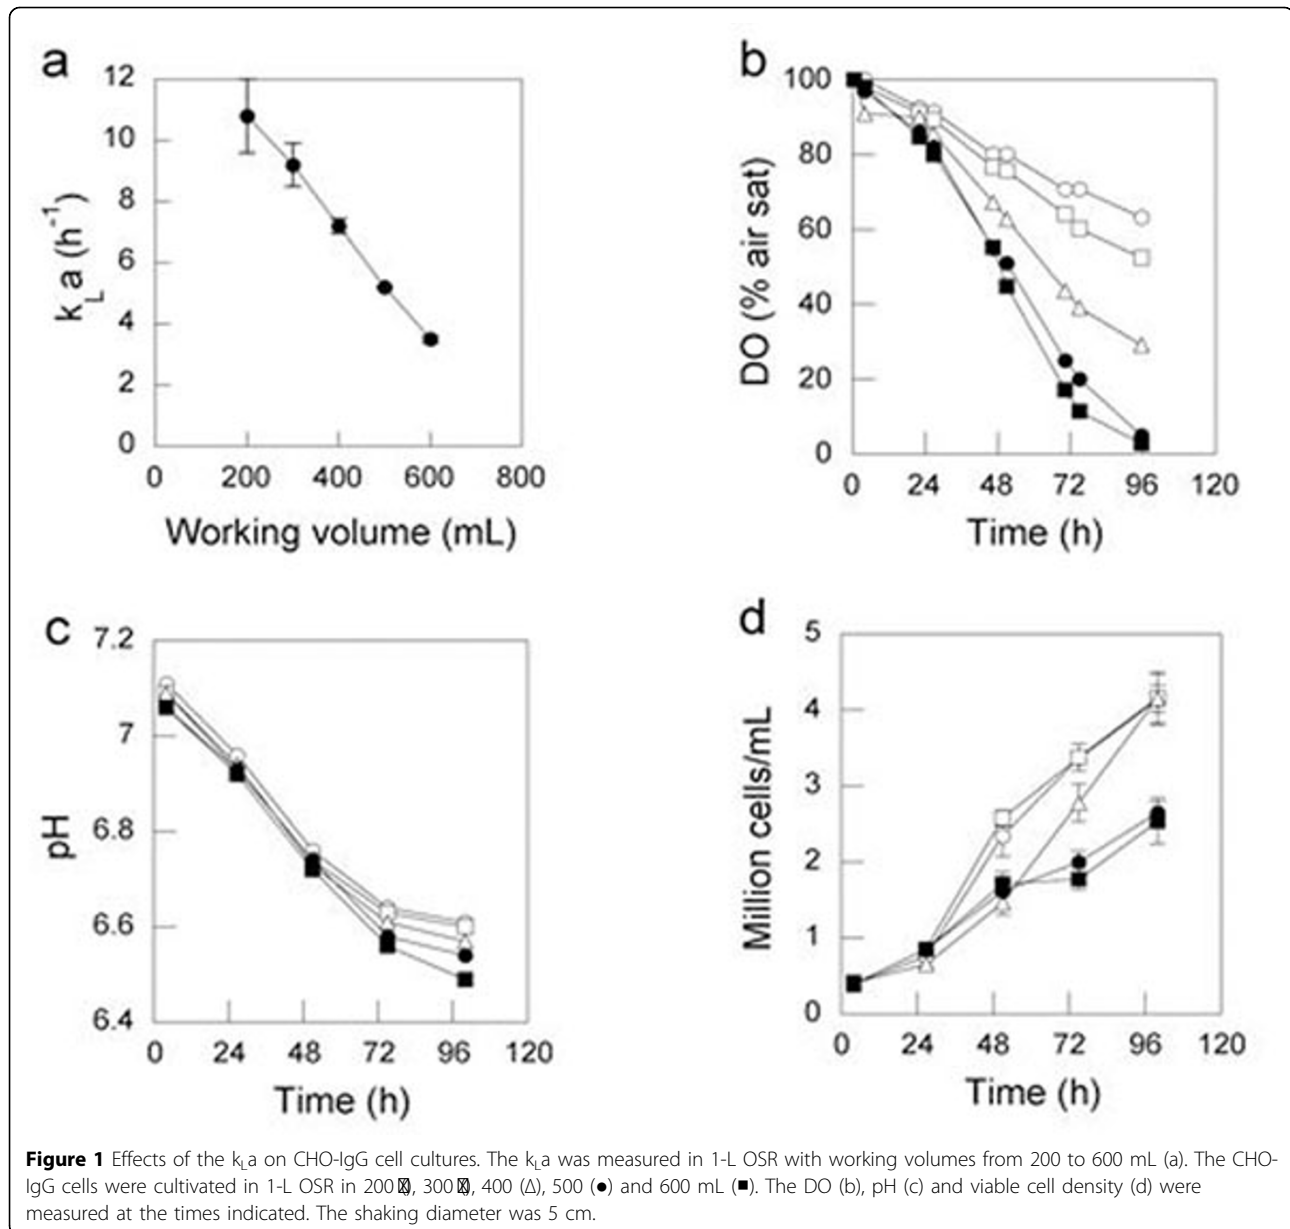 a
12
10
8
6
4
2
0
k_L a (h^-1)
0 200 400 600 800
Working volume (mL)
b
100
80
60
40
20
0
DO (% air sat)
0 24 48 72 96 120
Time (h)
c
7.2
7
6.8
6.6
6.4
pH
0 24 48 72 96 120
Time (h)
d
5
4
3
2
1
0
Million cells/mL
0 24 48 72 96 120
Time (h)
Figure 1 Effects of the k_La on CHO-IgG cell cultures. The k_La was measured in 1-L OSR with working volumes from 200 to 600 mL (a). The CHO-
IgG cells were cultivated in 1-L OSR in 200 , 300 , 400 (Δ), 500 (●) and 600 mL (■). The DO (b), pH (c) and viable cell density (d) were
measured at the times indicated. The shaking diameter was 5 cm.